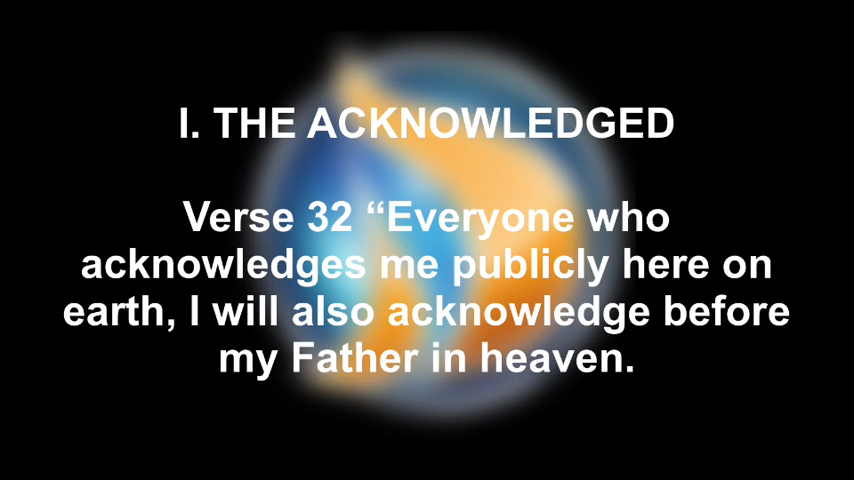 I. THE ACKNOWLEDGED
Verse 32 “Everyone who
acknowledges me publicly here on
earth, I will also acknowledge before
my Father in heaven.